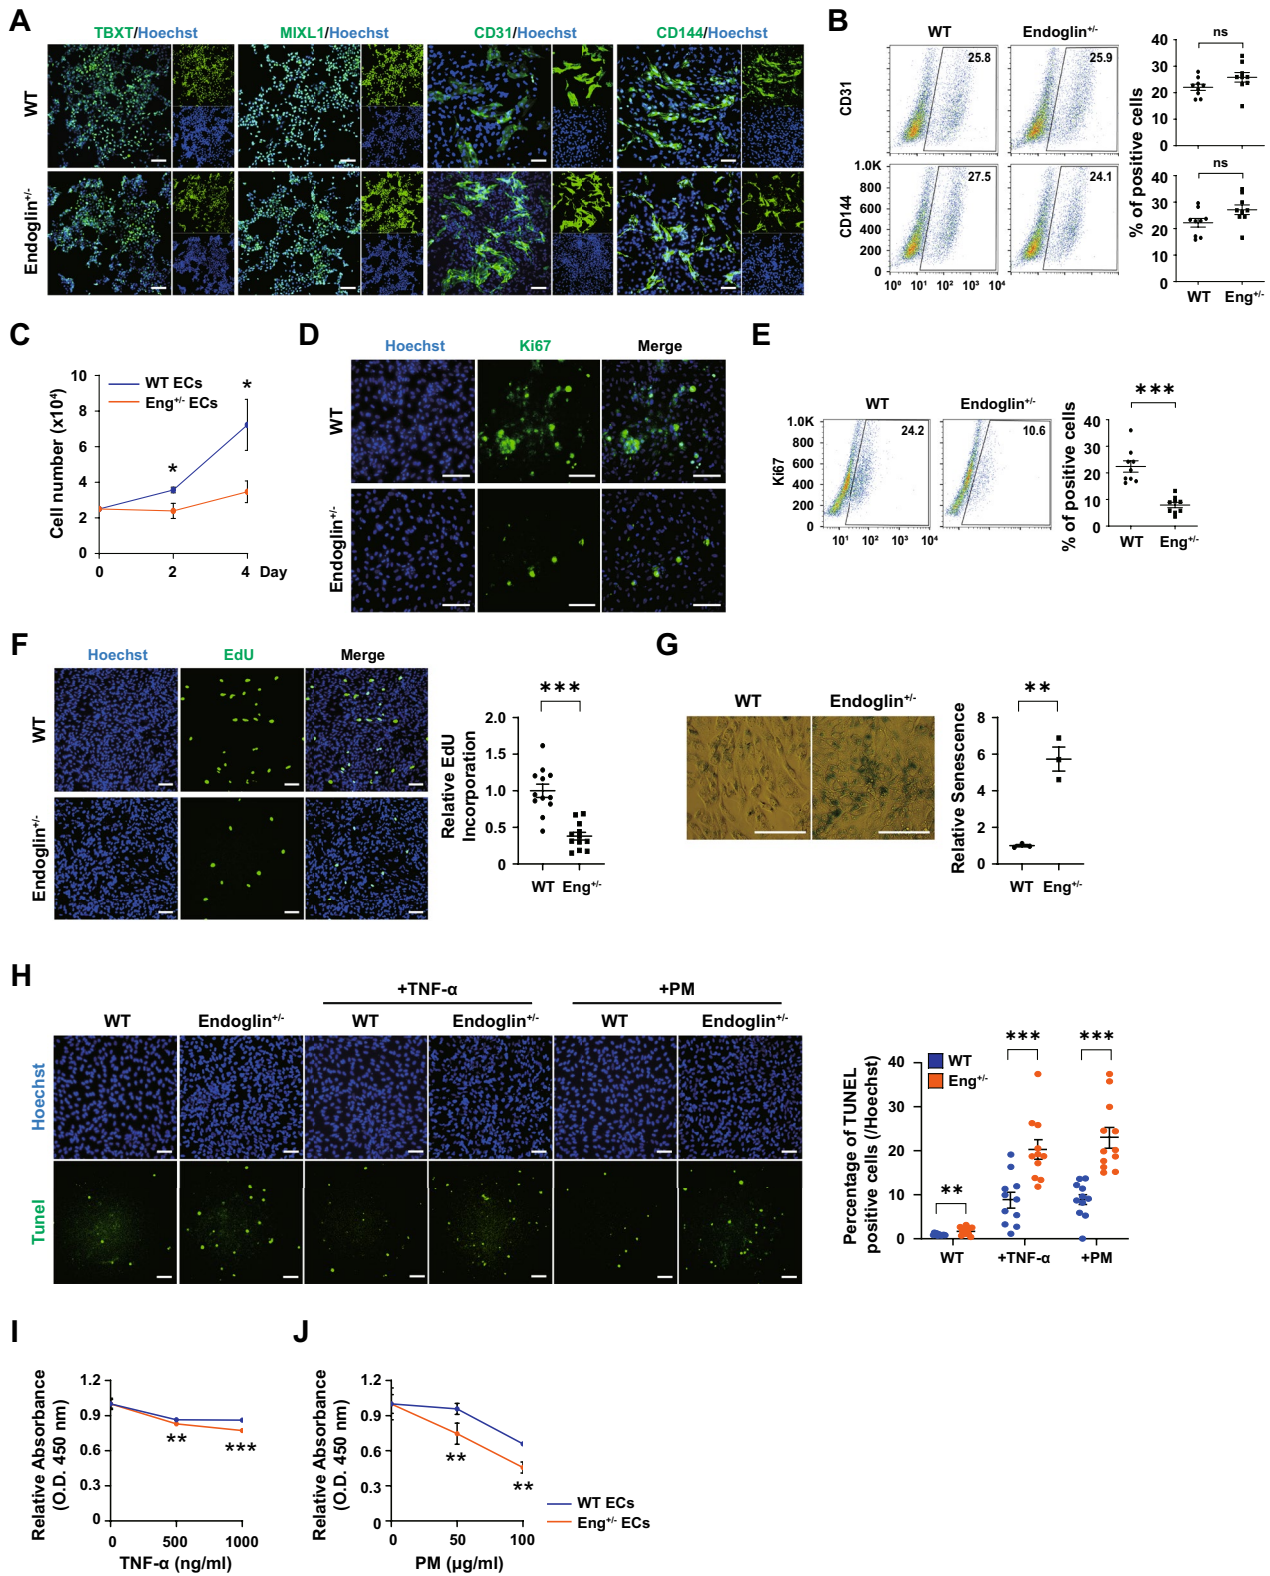 A
TBXT/Hoechst
MIXL1/Hoechst
CD31/Hoechst
CD144/Hoechst
WT
Endoglin+/-
B
WT
Endoglin+/-
CD31
25.8
25.9
CD144
27.5
24.1
1.0K
800
600
400
200
0
10⁰ 10¹ 10² 10³ 10⁴
10⁰ 10¹ 10² 10³ 10⁴
% of positive cells
ns
40
30
20
10
0
ns
40
30
20
10
0
WT Eng+/-
C
Cell number (x10⁴)
10
8
6
4
2
0
WT ECs
Eng+/- ECs
*
*
0 2 4 Day
D
Hoechst
Ki67
Merge
WT
Endoglin+/-
E
WT
Endoglin+/-
Ki67
1.0K
800
600
400
200
0
24.2
10.6
10¹ 10² 10³ 10⁴
10¹ 10² 10³ 10⁴
% of positive cells
***
40
30
20
10
0
WT Eng+/-
F
Hoechst
EdU
Merge
WT
Endoglin+/-
Relative EdU
Incorporation
***
2.0
1.5
1.0
0.5
0
WT Eng+/-
G
WT
Endoglin+/-
Relative Senescence
**
8
6
4
2
0
WT Eng+/-
H
+TNF-α
+PM
WT
Endoglin+/-
WT
Endoglin+/-
WT
Endoglin+/-
Hoechst
Tunel
Percentage of TUNEL
positive cells (/Hoechst)
WT
Eng+/-
40
30
20
10
0
**
***
***
WT +TNF-α +PM
I
Relative Absorbance
(O.D. 450 nm)
1.2
0.9
0.6
0.3
0
**
***
0 500 1000
TNF-α (ng/ml)
J
Relative Absorbance
(O.D. 450 nm)
1.2
0.9
0.6
0.3
0
**
**
0 50 100
PM (μg/ml)
WT ECs
Eng+/- ECs